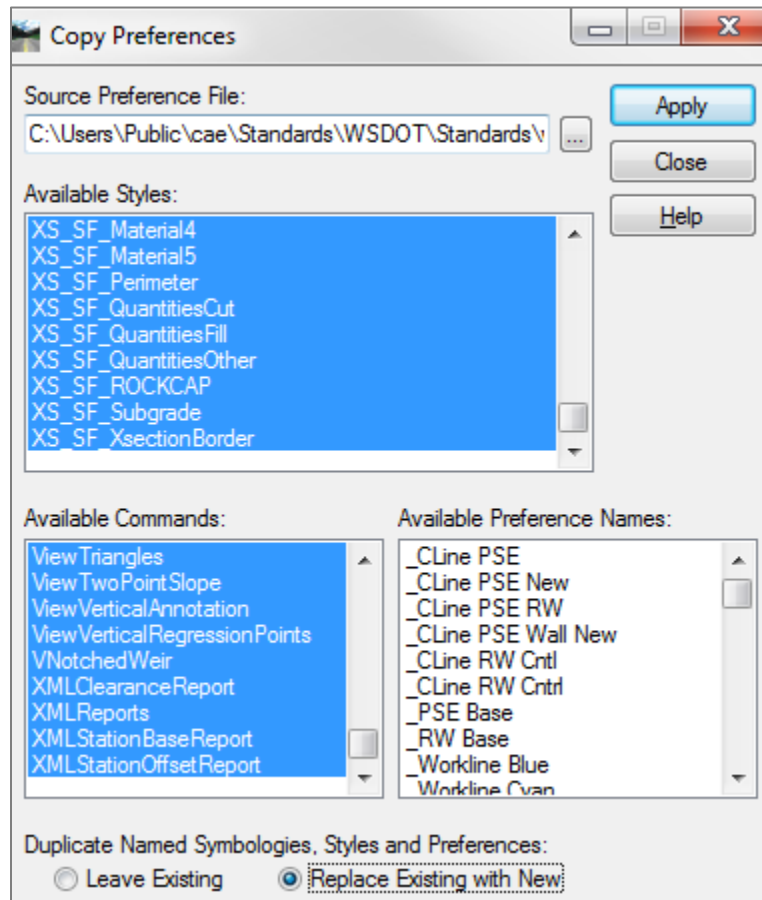 Copy Preferences
Source Preference File:
Apply
C:\Users\Public\cae\Standards\WSDOT\Standards\
...
Close
Available Styles:
Help
XS_SF_Material4
XS_SF_Material5
XS_SF_Perimeter
XS_SF_QuantitiesCut
XS_SF_QuantitiesFill
XS_SF_QuantitiesOther
XS_SF_ROCKCAP
XS_SF_Subgrade
XS_SF_XsectionBorder
Available Commands:
ViewTriangles
ViewTwoPointSlope
ViewVerticalAnnotation
ViewVerticalRegressionPoints
VNotchedWeir
XMLClearanceReport
XMLReports
XMLStationBaseReport
XMLStationOffsetReport
Available Preference Names:
_CLine PSE
_CLine PSE New
_CLine PSE RW
_CLine PSE Wall New
_CLine RW Cntl
_CLine RW Cntrl
_PSE Base
_RW Base
_Workline Blue
_Workline Cyan
Duplicate Named Symbologies, Styles and Preferences:
Leave Existing Replace Existing with New